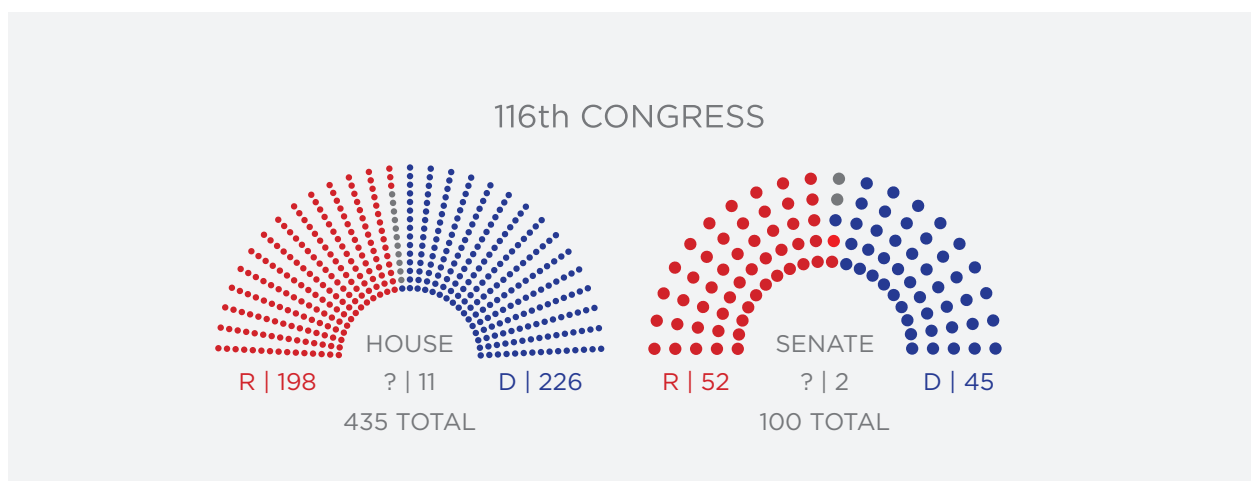 116th CONGRESS
HOUSE
R | 198 ? | 11 D | 226
435 TOTAL
SENATE
R | 52 ? | 2 D | 45
100 TOTAL